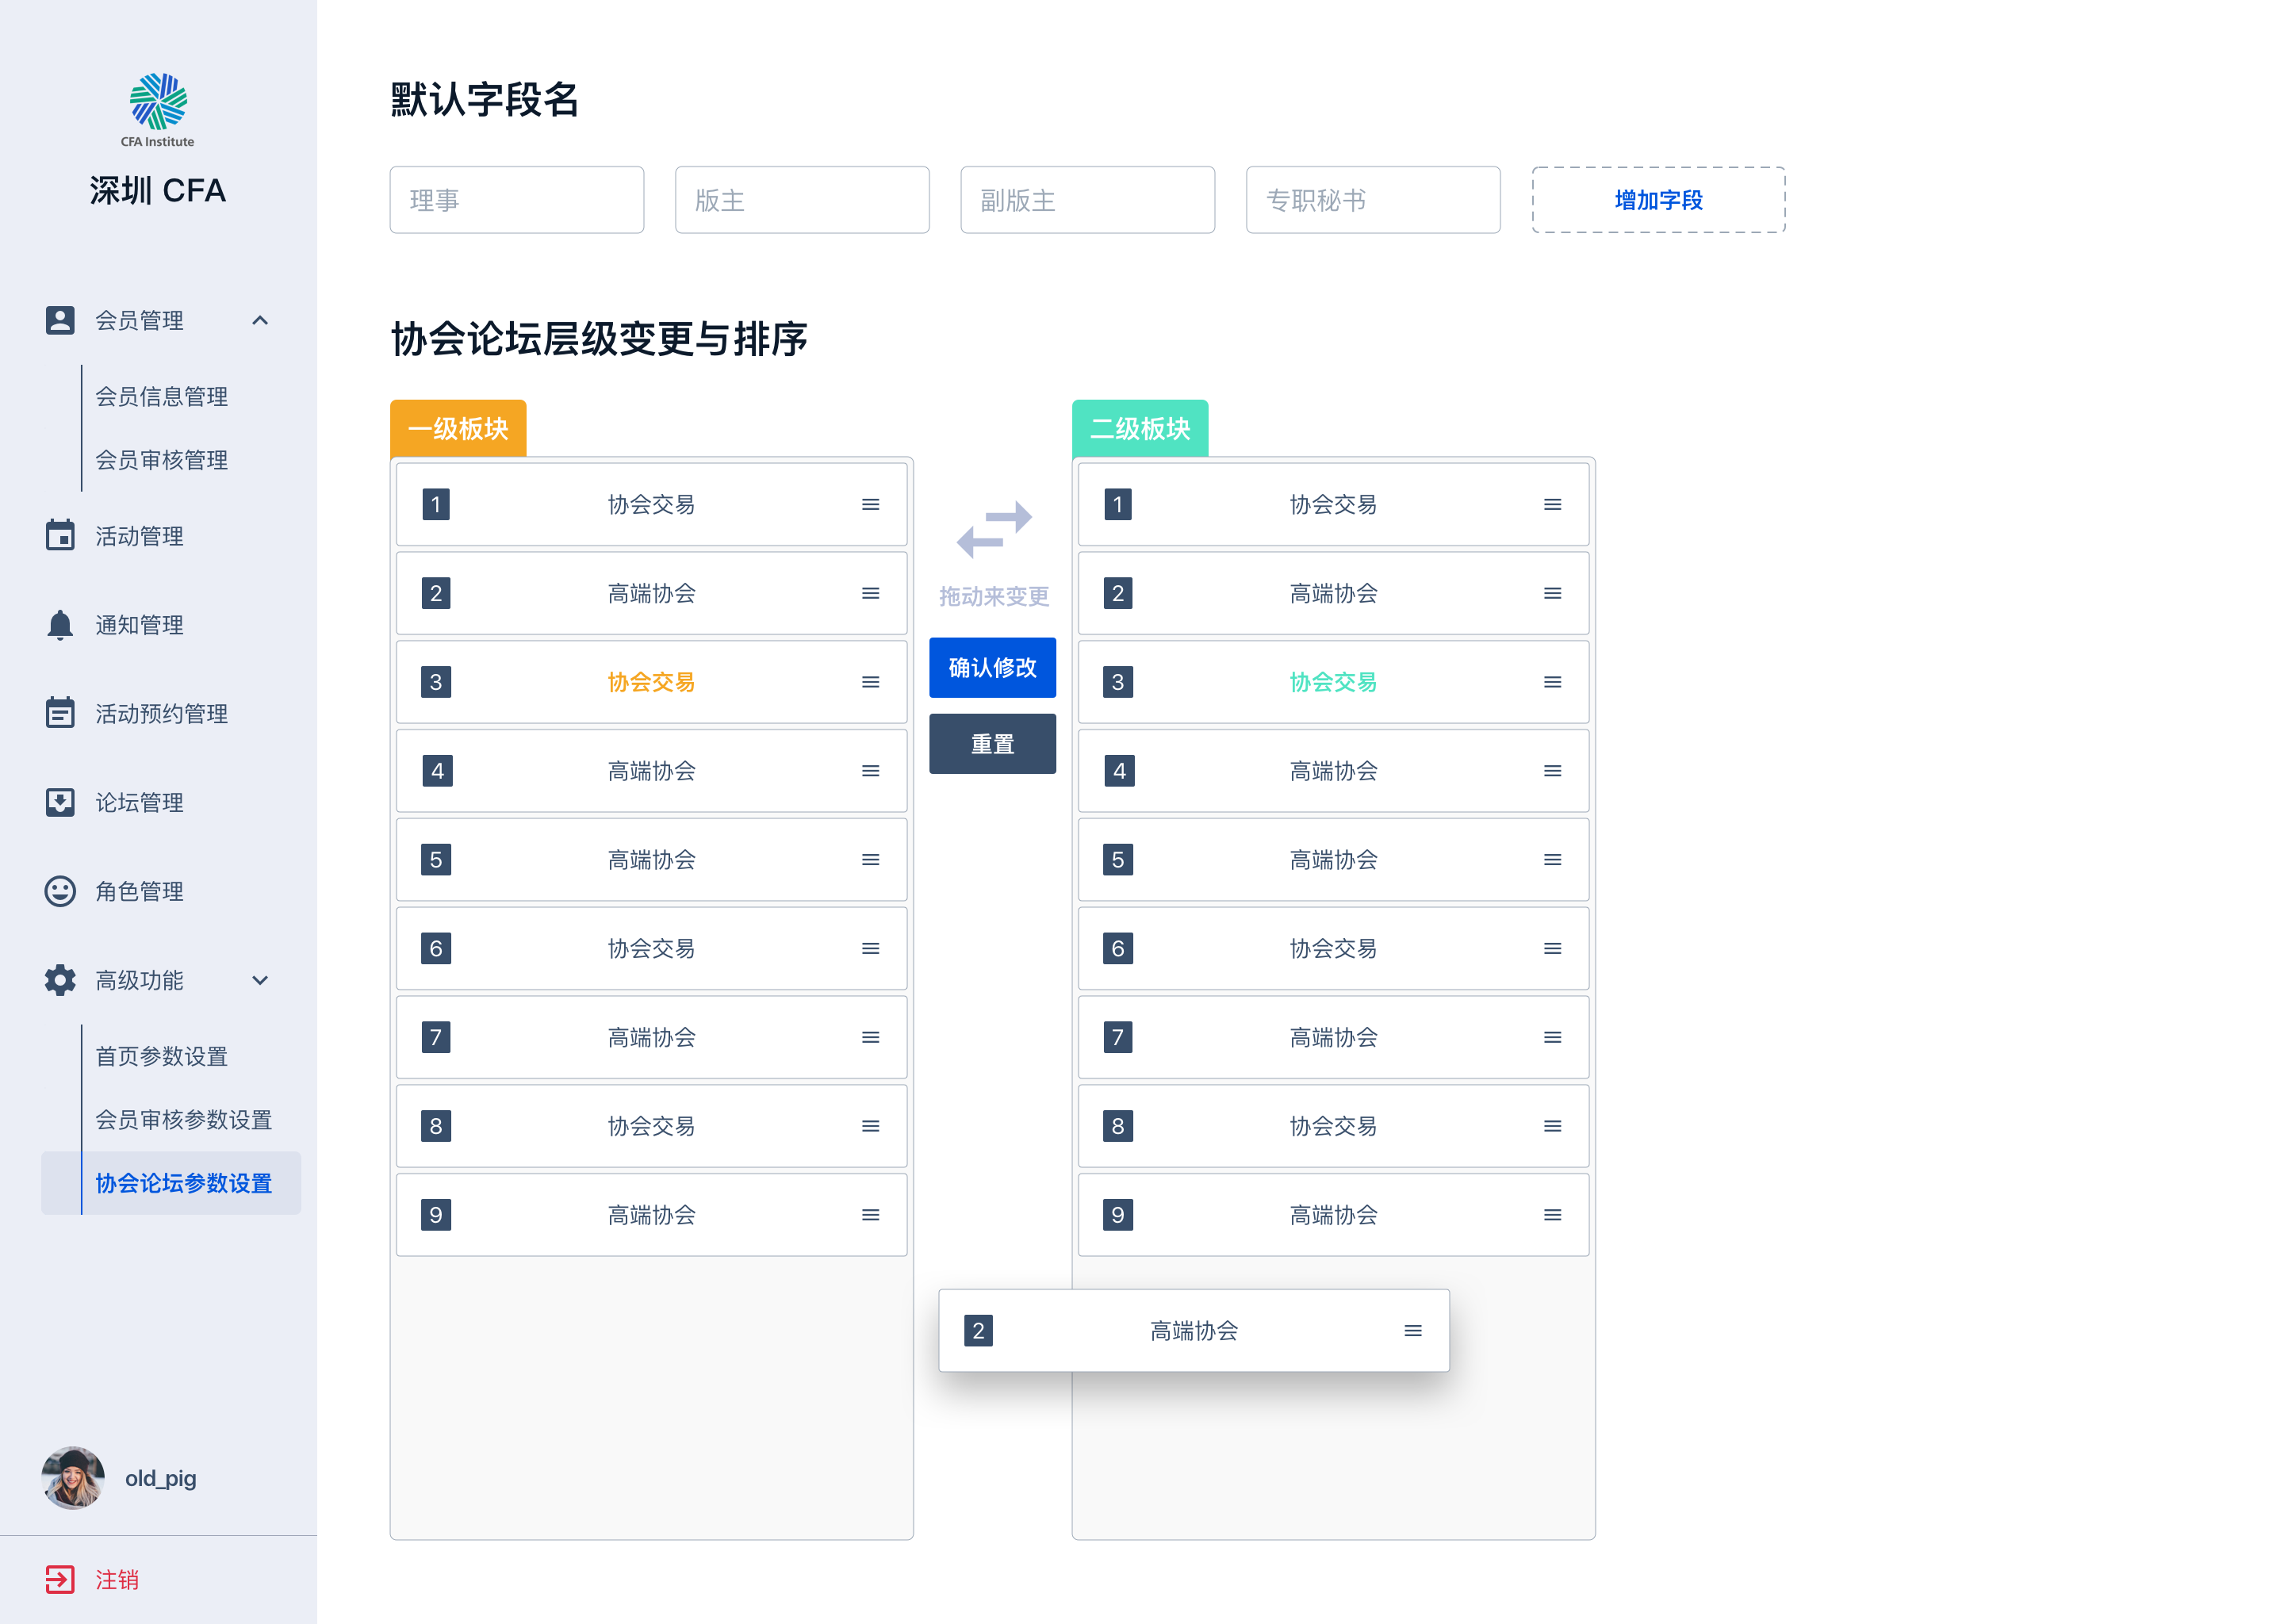 CFA Institute
深圳 CFA
会员管理
会员信息管理
会员审核管理
活动管理
通知管理
活动预约管理
论坛管理
角色管理
高级功能
首页参数设置
会员审核参数设置
协会论坛参数设置
old_pig
注销
默认字段名
理事
版主
副版主
专职秘书
增加字段
协会论坛层级变更与排序
一级板块
1 协会交易
2 高端协会
3 协会交易
4 高端协会
5 高端协会
6 协会交易
7 高端协会
8 协会交易
9 高端协会
拖动来变更
确认修改
重置
二级板块
1 协会交易
2 高端协会
3 协会交易
4 高端协会
5 高端协会
6 协会交易
7 高端协会
8 协会交易
9 高端协会
2 高端协会